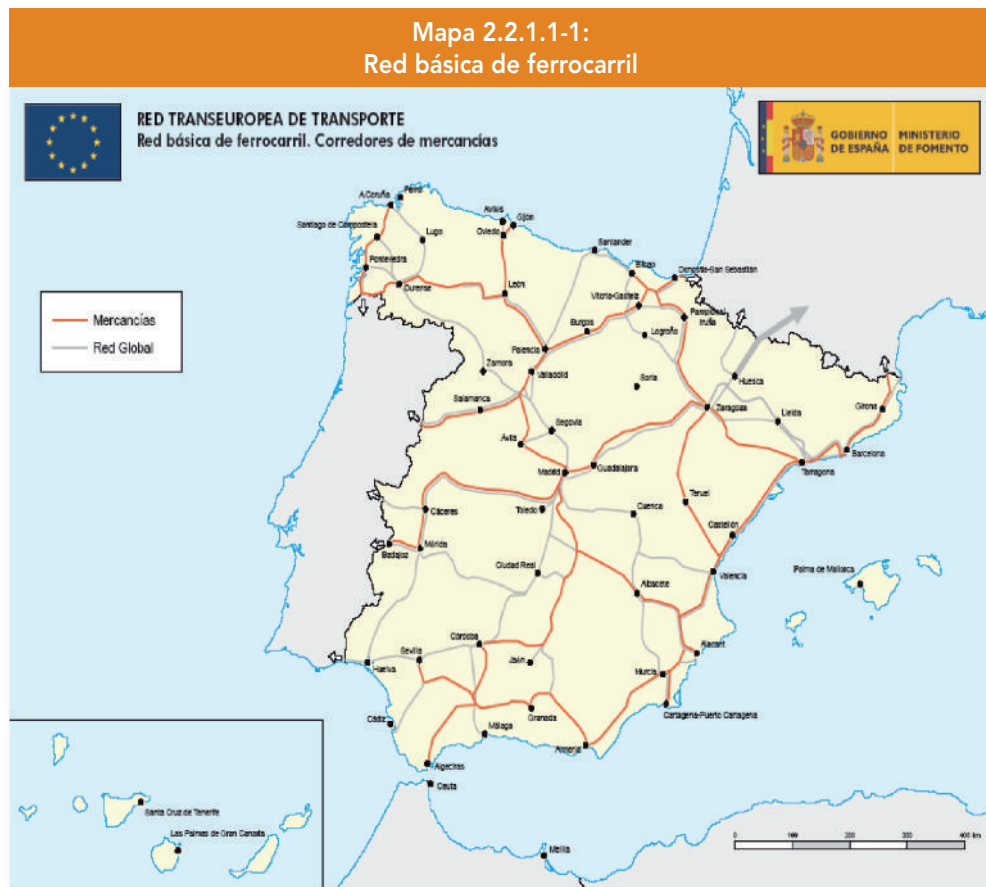 Mapa 2.2.1.1-1:
Red básica de ferrocarril
RED TRANSEUROPEA DE TRANSPORTE
Red básica de ferrocarril. Corredores de mercancías
GOBIERNO
DE ESPAÑA
MINISTERIO
DE FOMENTO
Ferrol
A Coruña
Avilés
Gijón
Santiago de Compostela
Lugo
Oviedo
Santander
Bilbao
Donostia-San Sebastián
Pontevedra
Ourense
León
Vitoria-Gasteiz
Pamplona/
Iruña
Mercancías
Red Global
Burgos
Logroño
Palencia
Zamora
Valladolid
Soria
Huesca
Salamanca
Zaragoza
Lleida
Girona
Segovia
Ávila
Barcelona
Tarragona
Madrid
Guadalajara
Teruel
Cáceres
Toledo
Cuenca
Castellón
Badajoz
Mérida
Ciudad Real
Valencia
Palma de Mallorca
Albacete
Córdoba
Sevilla
Jaén
Alacant
Murcia
Huelva
Cartagena-Puerto Cartagena
Cádiz
Granada
Málaga
Almería
Algeciras
Ceuta
Santa Cruz de Tenerife
Las Palmas de Gran Canaria
Melilla
0 100 200 300 400 km